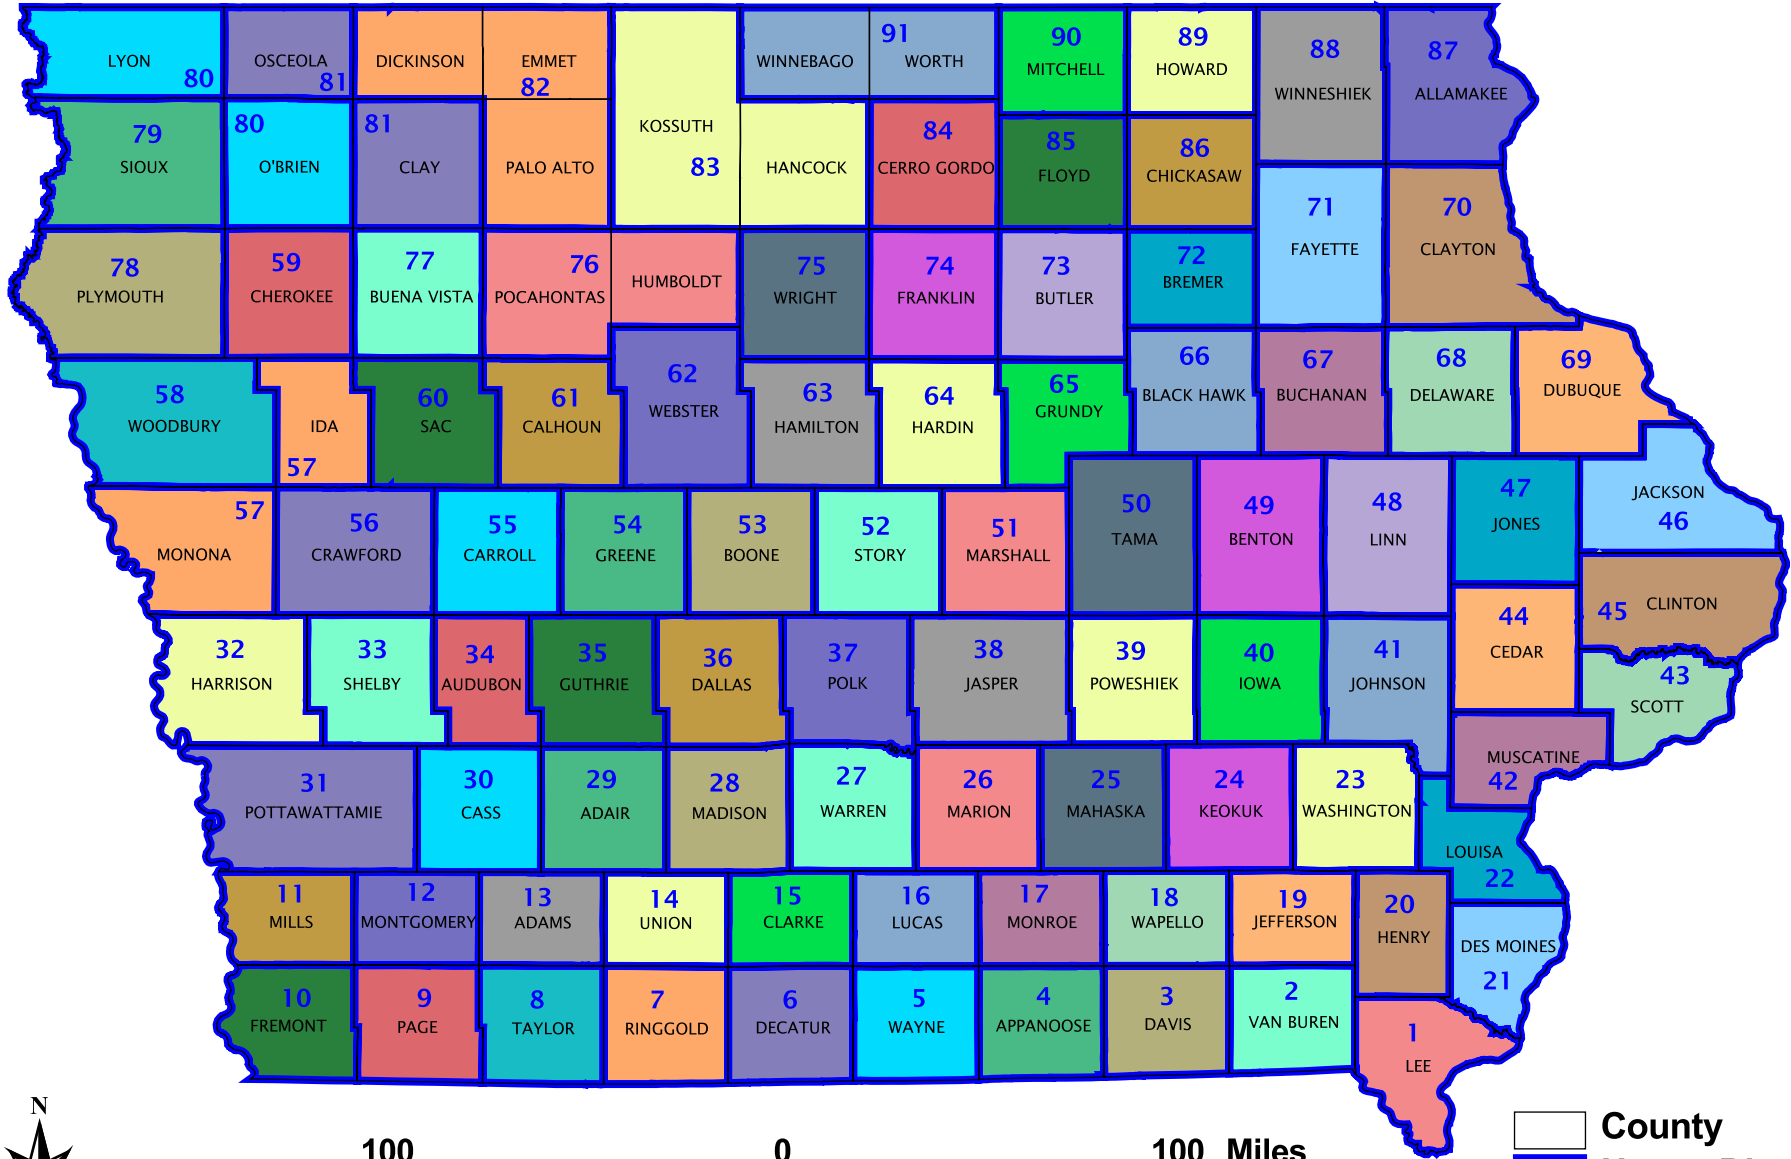 LYON 80
OSCEOLA 81
DICKINSON
EMMET 82
KOSSUTH 83
WINNEBAGO
91 WORTH
90 MITCHELL
89 HOWARD
88 WINNESHIEK
87 ALLAMAKEE
79 SIOUX
80 O'BRIEN
81 CLAY
PALO ALTO
HANCOCK
84 CERRO GORDO
85 FLOYD
86 CHICKASAW
71 FAYETTE
70 CLAYTON
78 PLYMOUTH
59 CHEROKEE
77 BUENA VISTA
76 POCAHONTAS
HUMBOLDT
75 WRIGHT
74 FRANKLIN
73 BUTLER
72 BREMER
58 WOODBURY
IDA 57
60 SAC
61 CALHOUN
62 WEBSTER
63 HAMILTON
64 HARDIN
65 GRUNDY
66 BLACK HAWK
67 BUCHANAN
68 DELAWARE
69 DUBUQUE
57 MONONA
56 CRAWFORD
55 CARROLL
54 GREENE
53 BOONE
52 STORY
51 MARSHALL
50 TAMA
49 BENTON
48 LINN
47 JONES
JACKSON 46
45 CLINTON
32 HARRISON
33 SHELBY
34 AUDUBON
35 GUTHRIE
36 DALLAS
37 POLK
38 JASPER
39 POWESHIEK
40 IOWA
41 JOHNSON
44 CEDAR
43 SCOTT
MUSCATINE 42
31 POTTAWATTAMIE
30 CASS
29 ADAIR
28 MADISON
27 WARREN
26 MARION
25 MAHASKA
24 KEOKUK
23 WASHINGTON
LOUISA 22
11 MILLS
12 MONTGOMERY
13 ADAMS
14 UNION
15 CLARKE
16 LUCAS
17 MONROE
18 WAPELLO
19 JEFFERSON
20 HENRY
DES MOINES 21
10 FREMONT
9 PAGE
8 TAYLOR
7 RINGGOLD
6 DECATUR
5 WAYNE
4 APPANOOSE
3 DAVIS
2 VAN BUREN
1 LEE
N
100 0 100 Miles
County